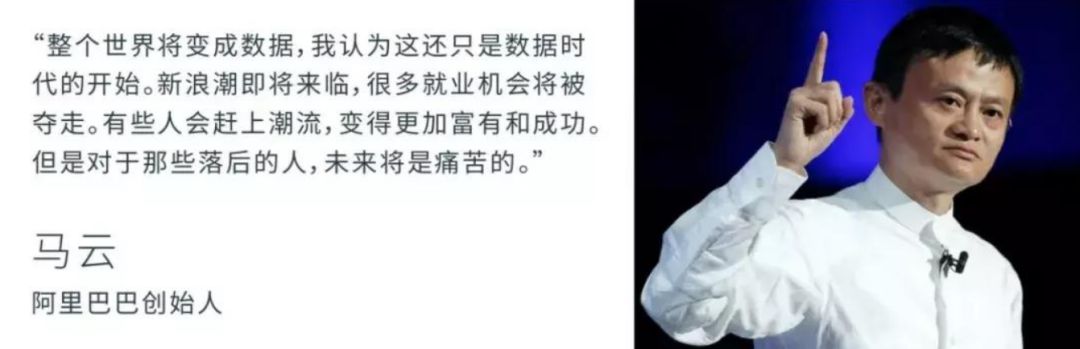 “整个世界将变成数据，我认为这还只是数据时
代的开始。新浪潮即将来临，很多就业机会将被
夺走。有些人会赶上潮流，变得更加富有和成功。
但是对于那些落后的人，未来将是痛苦的。”
马云
阿里巴巴创始人